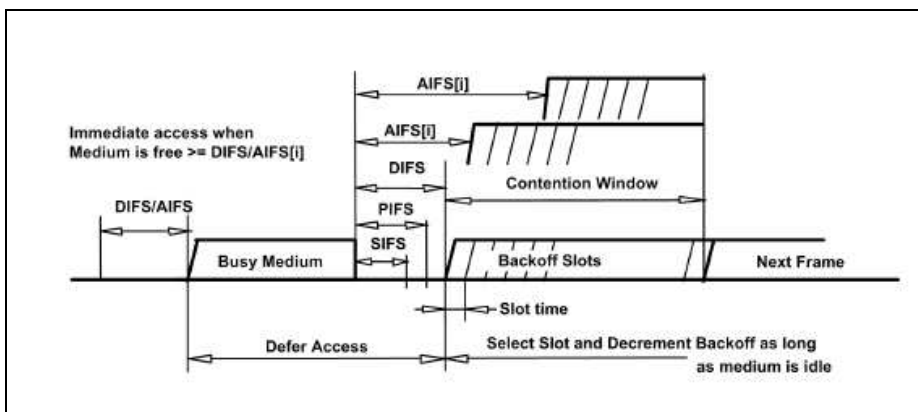 AIFS[i]
Immediate access when
Medium is free >= DIFS/AIFS[i]
AIFS[i]
DIFS
Contention Window
DIFS/AIFS
PIFS
SIFS
Busy Medium
Backoff Slots
Next Frame
Slot time
Defer Access
Select Slot and Decrement Backoff as long
as medium is idle